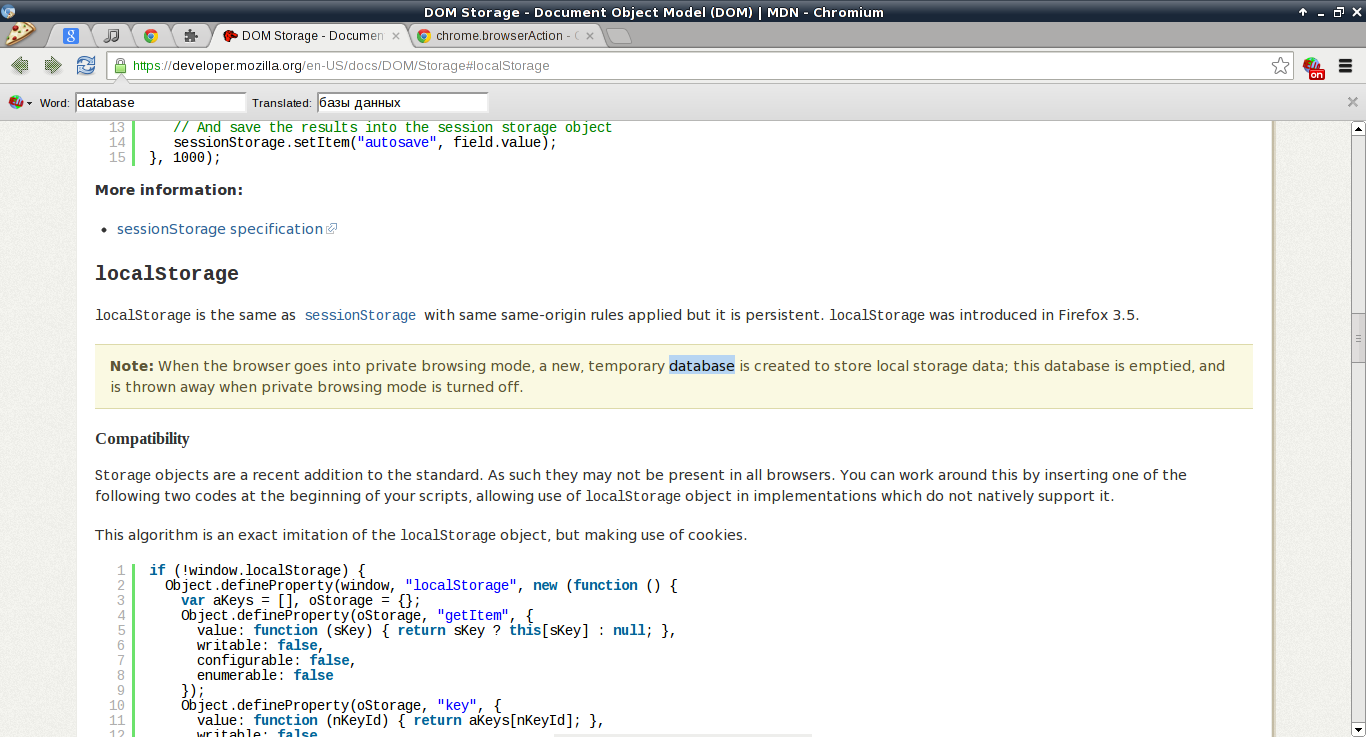 DOM Storage - Document Object Model (DOM) | MDN - Chromium
8
DOM Storage - Documen
chrome.browserAction -
https://developer.mozilla.org/en-US/docs/DOM/Storage#localStorage
on
Word: database Translated: базы данных
13 // And save the results into the session storage object
14 sessionStorage.setItem("autosave", field.value);
15 }, 1000);
More information:
• sessionStorage specification
localStorage
localStorage is the same as sessionStorage with same same-origin rules applied but it is persistent. localStorage was introduced in Firefox 3.5.
Note: When the browser goes into private browsing mode, a new, temporary database is created to store local storage data; this database is emptied, and
is thrown away when private browsing mode is turned off.
Compatibility
Storage objects are a recent addition to the standard. As such they may not be present in all browsers. You can work around this by inserting one of the
following two codes at the beginning of your scripts, allowing use of localStorage object in implementations which do not natively support it.
This algorithm is an exact imitation of the localStorage object, but making use of cookies.
1 if (!window.localStorage) {
2 Object.defineProperty(window, "localStorage", new (function () {
3 var aKeys = [], oStorage = {};
4 Object.defineProperty(oStorage, "getItem", {
5 value: function (sKey) { return sKey ? this[sKey] : null; },
6 writable: false,
7 configurable: false,
8 enumerable: false
9 });
10 Object.defineProperty(oStorage, "key", {
11 value: function (nKeyId) { return aKeys[nKeyId]; },
12 writable: false